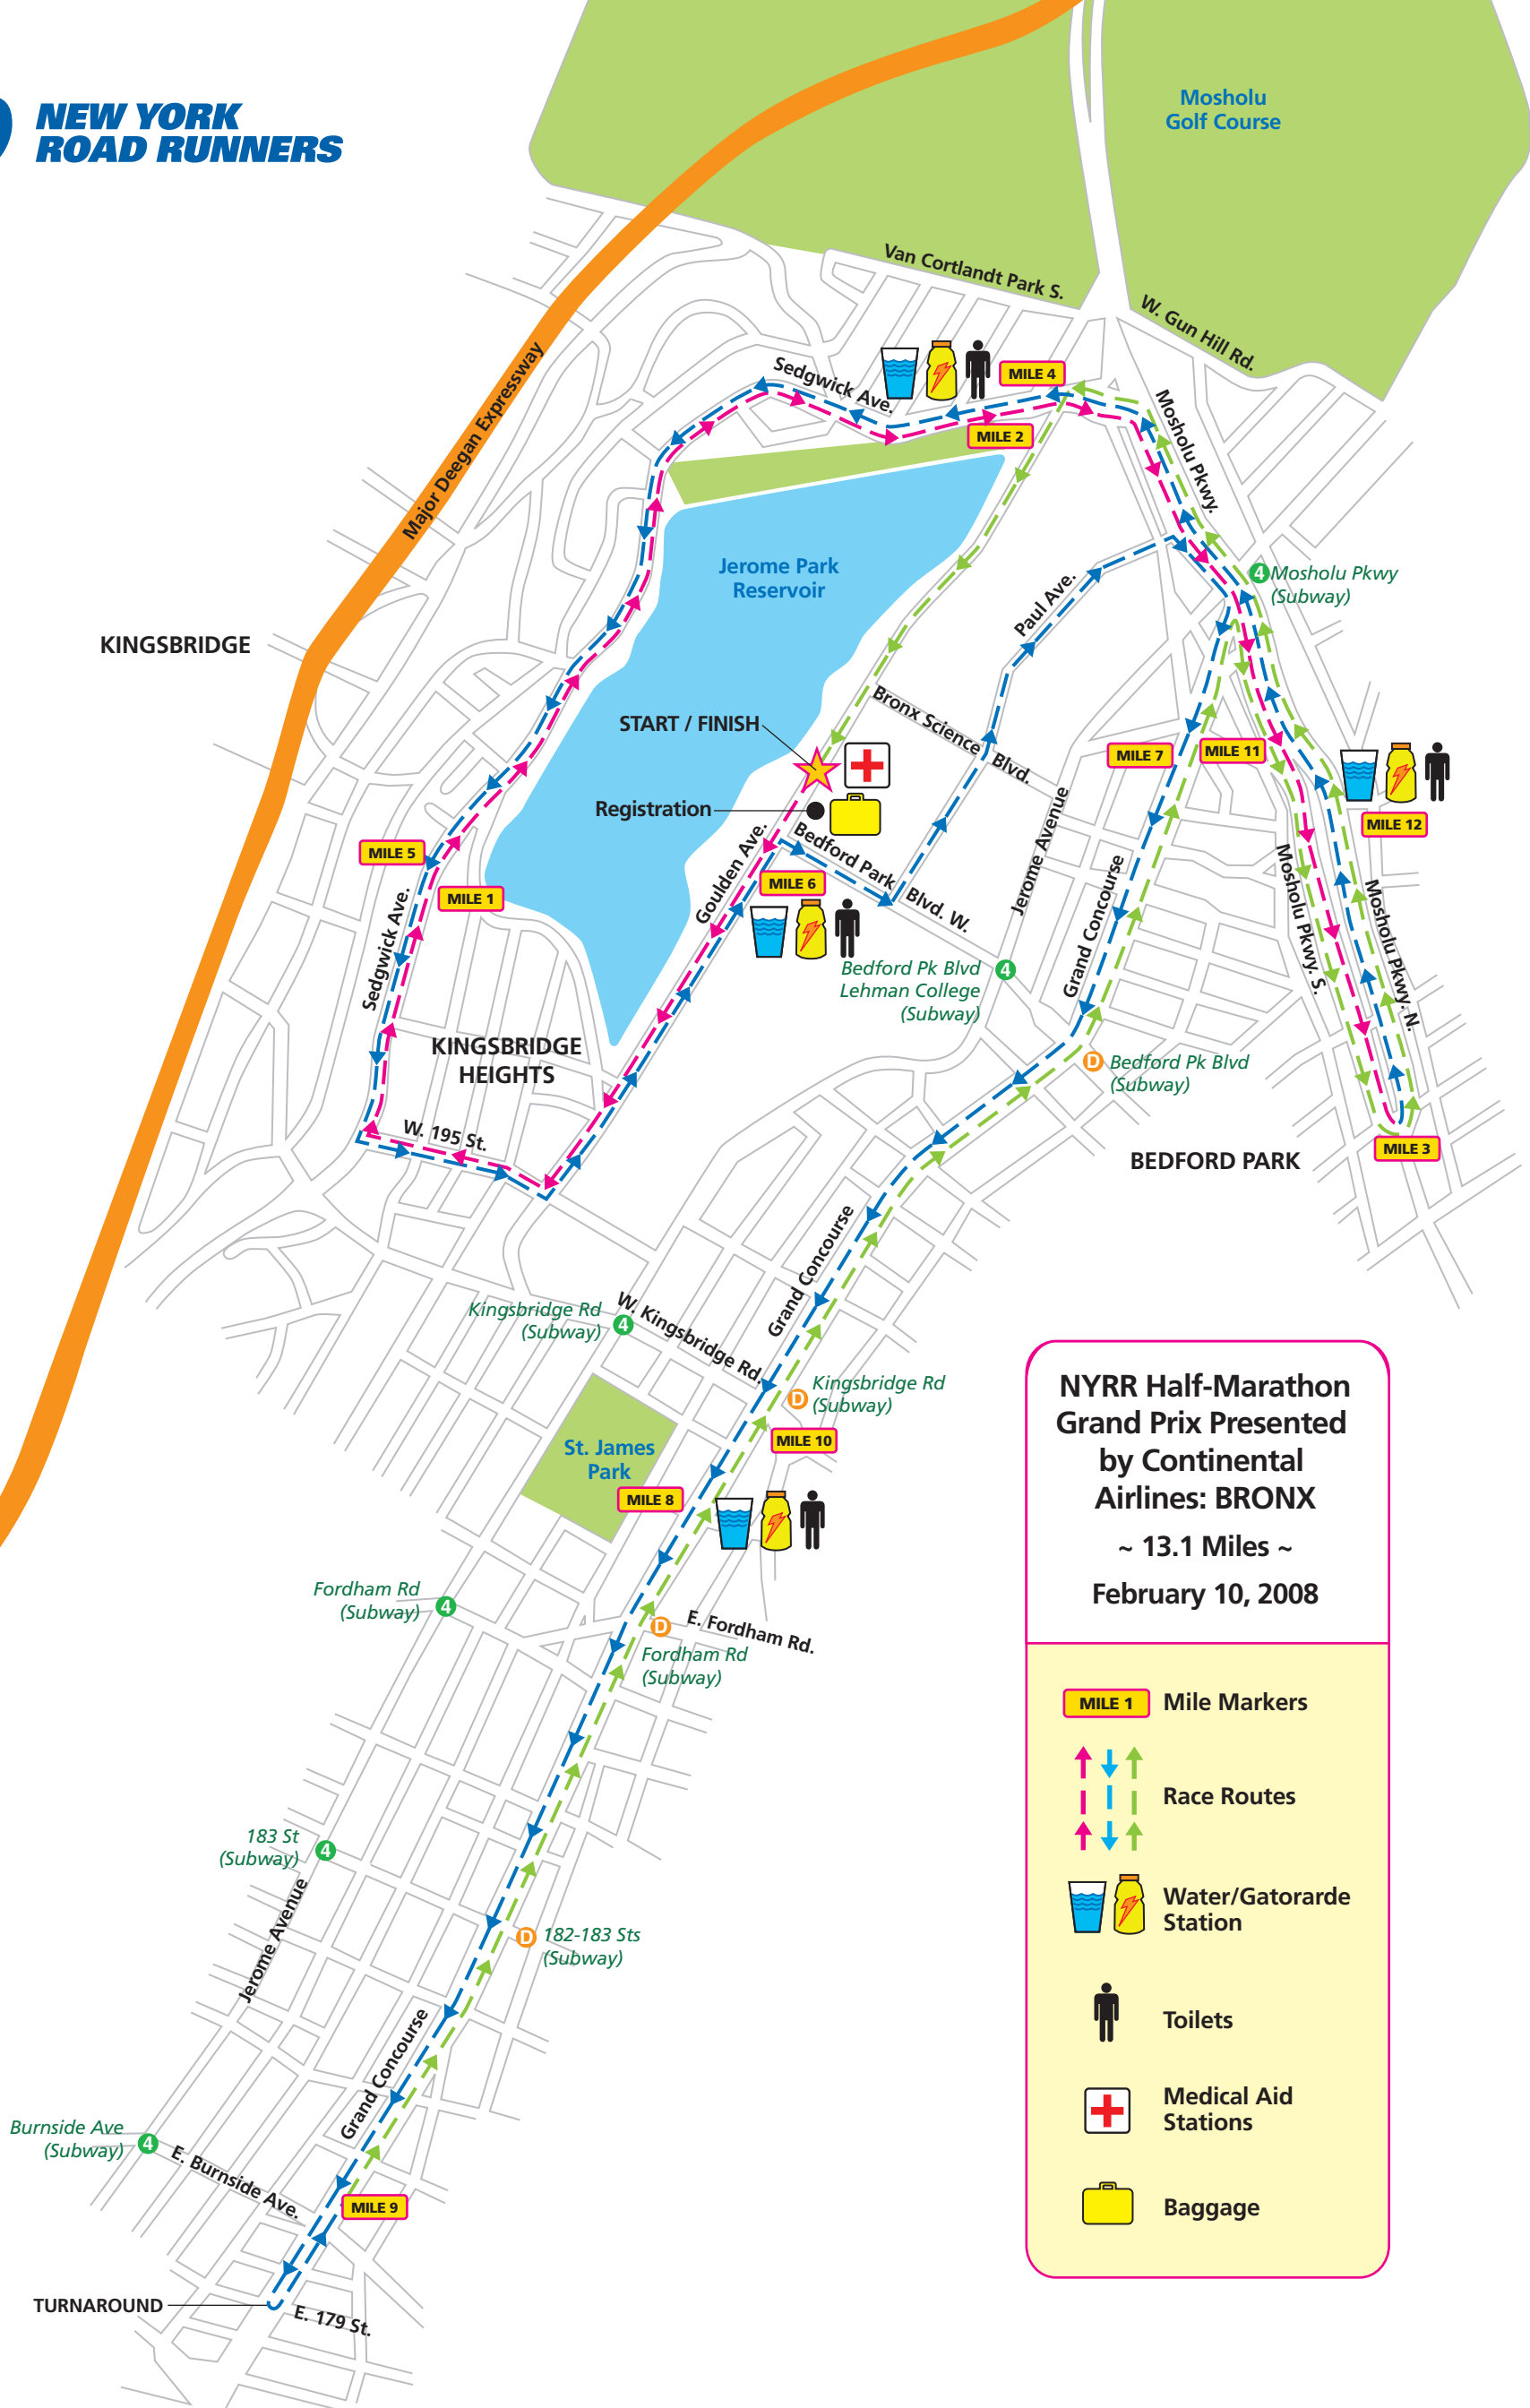 NEW YORK
ROAD RUNNERS
Mosholu
Golf Course
Van Cortlandt Park S.
W. Gun Hill Rd.
Major Deegan Expressway
Sedgwick Ave.
MILE 4
MILE 2
Mosholu Pkwy.
Jerome Park
Reservoir
4
Mosholu Pkwy
(Subway)
Paul Ave.
KINGSBRIDGE
START / FINISH
Bronx Science Blvd.
MILE 7
MILE 11
Registration
MILE 12
Bedford Park Blvd. W.
Jerome Avenue
Goulden Ave.
MILE 5
MILE 1
MILE 6
Sedgwick Ave.
Grand Concourse
Mosholu Pkwy. S.
Mosholu Pkwy. N.
Bedford Pk Blvd
Lehman College
(Subway)
4
KINGSBRIDGE
HEIGHTS
D
Bedford Pk Blvd
(Subway)
W. 195 St.
MILE 3
BEDFORD PARK
Grand Concourse
Kingsbridge Rd
(Subway)
4
W. Kingsbridge Rd.
D
Kingsbridge Rd
(Subway)
MILE 10
St. James
Park
MILE 8
Fordham Rd
(Subway)
4
D
E. Fordham Rd.
Fordham Rd
(Subway)
183 St
(Subway)
4
Jerome Avenue
D
182-183 Sts
(Subway)
Grand Concourse
Burnside Ave
(Subway)
4
E. Burnside Ave.
MILE 9
TURNAROUND
E. 179 St.
NYRR Half-Marathon
Grand Prix Presented
by Continental
Airlines: BRONX
~ 13.1 Miles ~
February 10, 2008
MILE 1
Mile Markers
Race Routes
Water/Gatorarde
Station
Toilets
Medical Aid
Stations
Baggage